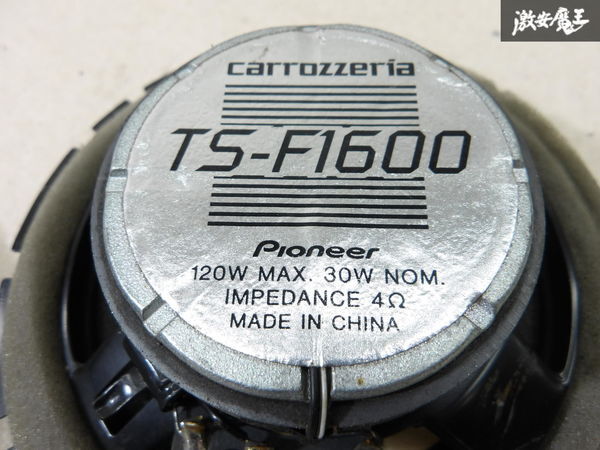 激安魔王
carrozzeria
TS-F1600
Pioneer
120W MAX. 30W NOM.
IMPEDANCE 4Ω
MADE IN CHINA